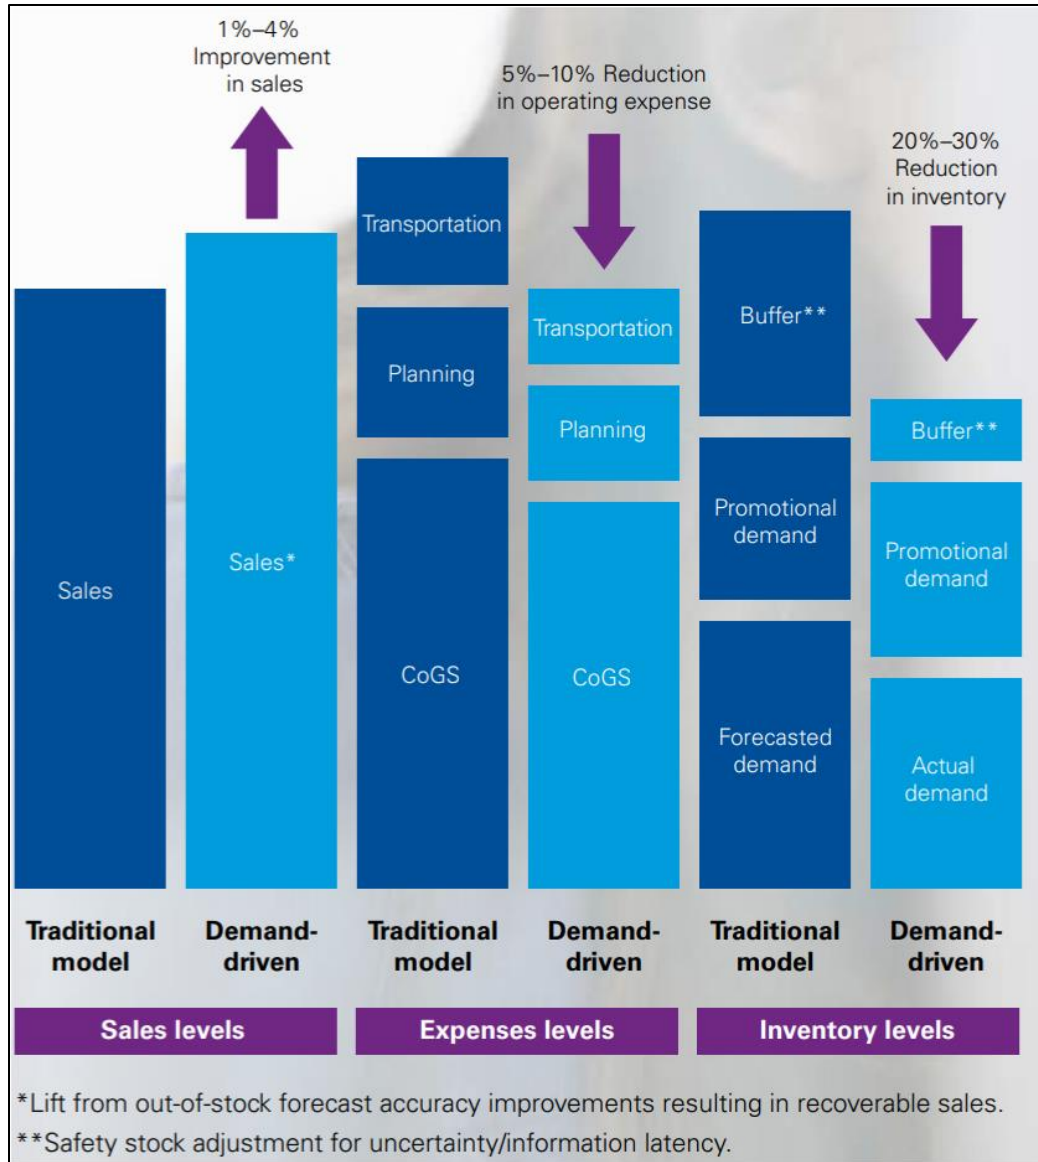 1%–4%
Improvement
in sales
5%–10% Reduction
in operating expense
20%–30%
Reduction
in inventory
Sales
Sales*
Transportation
Planning
CoGS
Transportation
Planning
CoGS
Buffer**
Promotional
demand
Forecasted
demand
Buffer**
Promotional
demand
Actual
demand
Traditional
model
Demand-
driven
Traditional
model
Demand-
driven
Traditional
model
Demand-
driven
Sales levels
Expenses levels
Inventory levels
*Lift from out-of-stock forecast accuracy improvements resulting in recoverable sales.
**Safety stock adjustment for uncertainty/information latency.